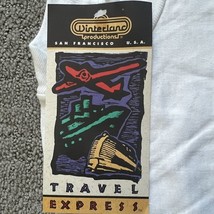 Winterland
productions
SAN FRANCISCO U.S.A.
TRAVEL
EXPRESS